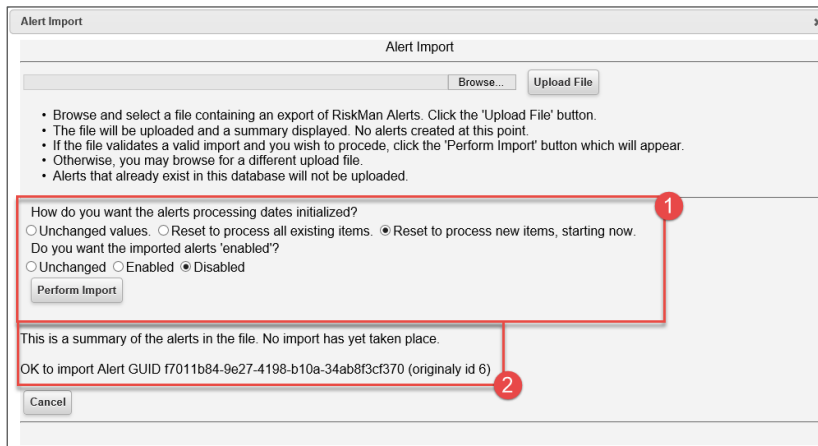 Alert Import
Alert Import
Browse... Upload File
• Browse and select a file containing an export of RiskMan Alerts. Click the 'Upload File' button.
• The file will be uploaded and a summary displayed. No alerts created at this point.
• If the file validates a valid import and you wish to procede, click the 'Perform Import' button which will appear.
• Otherwise, you may browse for a different upload file.
• Alerts that already exist in this database will not be uploaded.
1
How do you want the alerts processing dates initialized?
Unchanged values. Reset to process all existing items. Reset to process new items, starting now.
Do you want the imported alerts 'enabled'?
Unchanged Enabled Disabled
Perform Import
This is a summary of the alerts in the file. No import has yet taken place.
OK to import Alert GUID f7011b84-9e27-4198-b10a-34ab8f3cf370 (originaly id 6)
2
Cancel